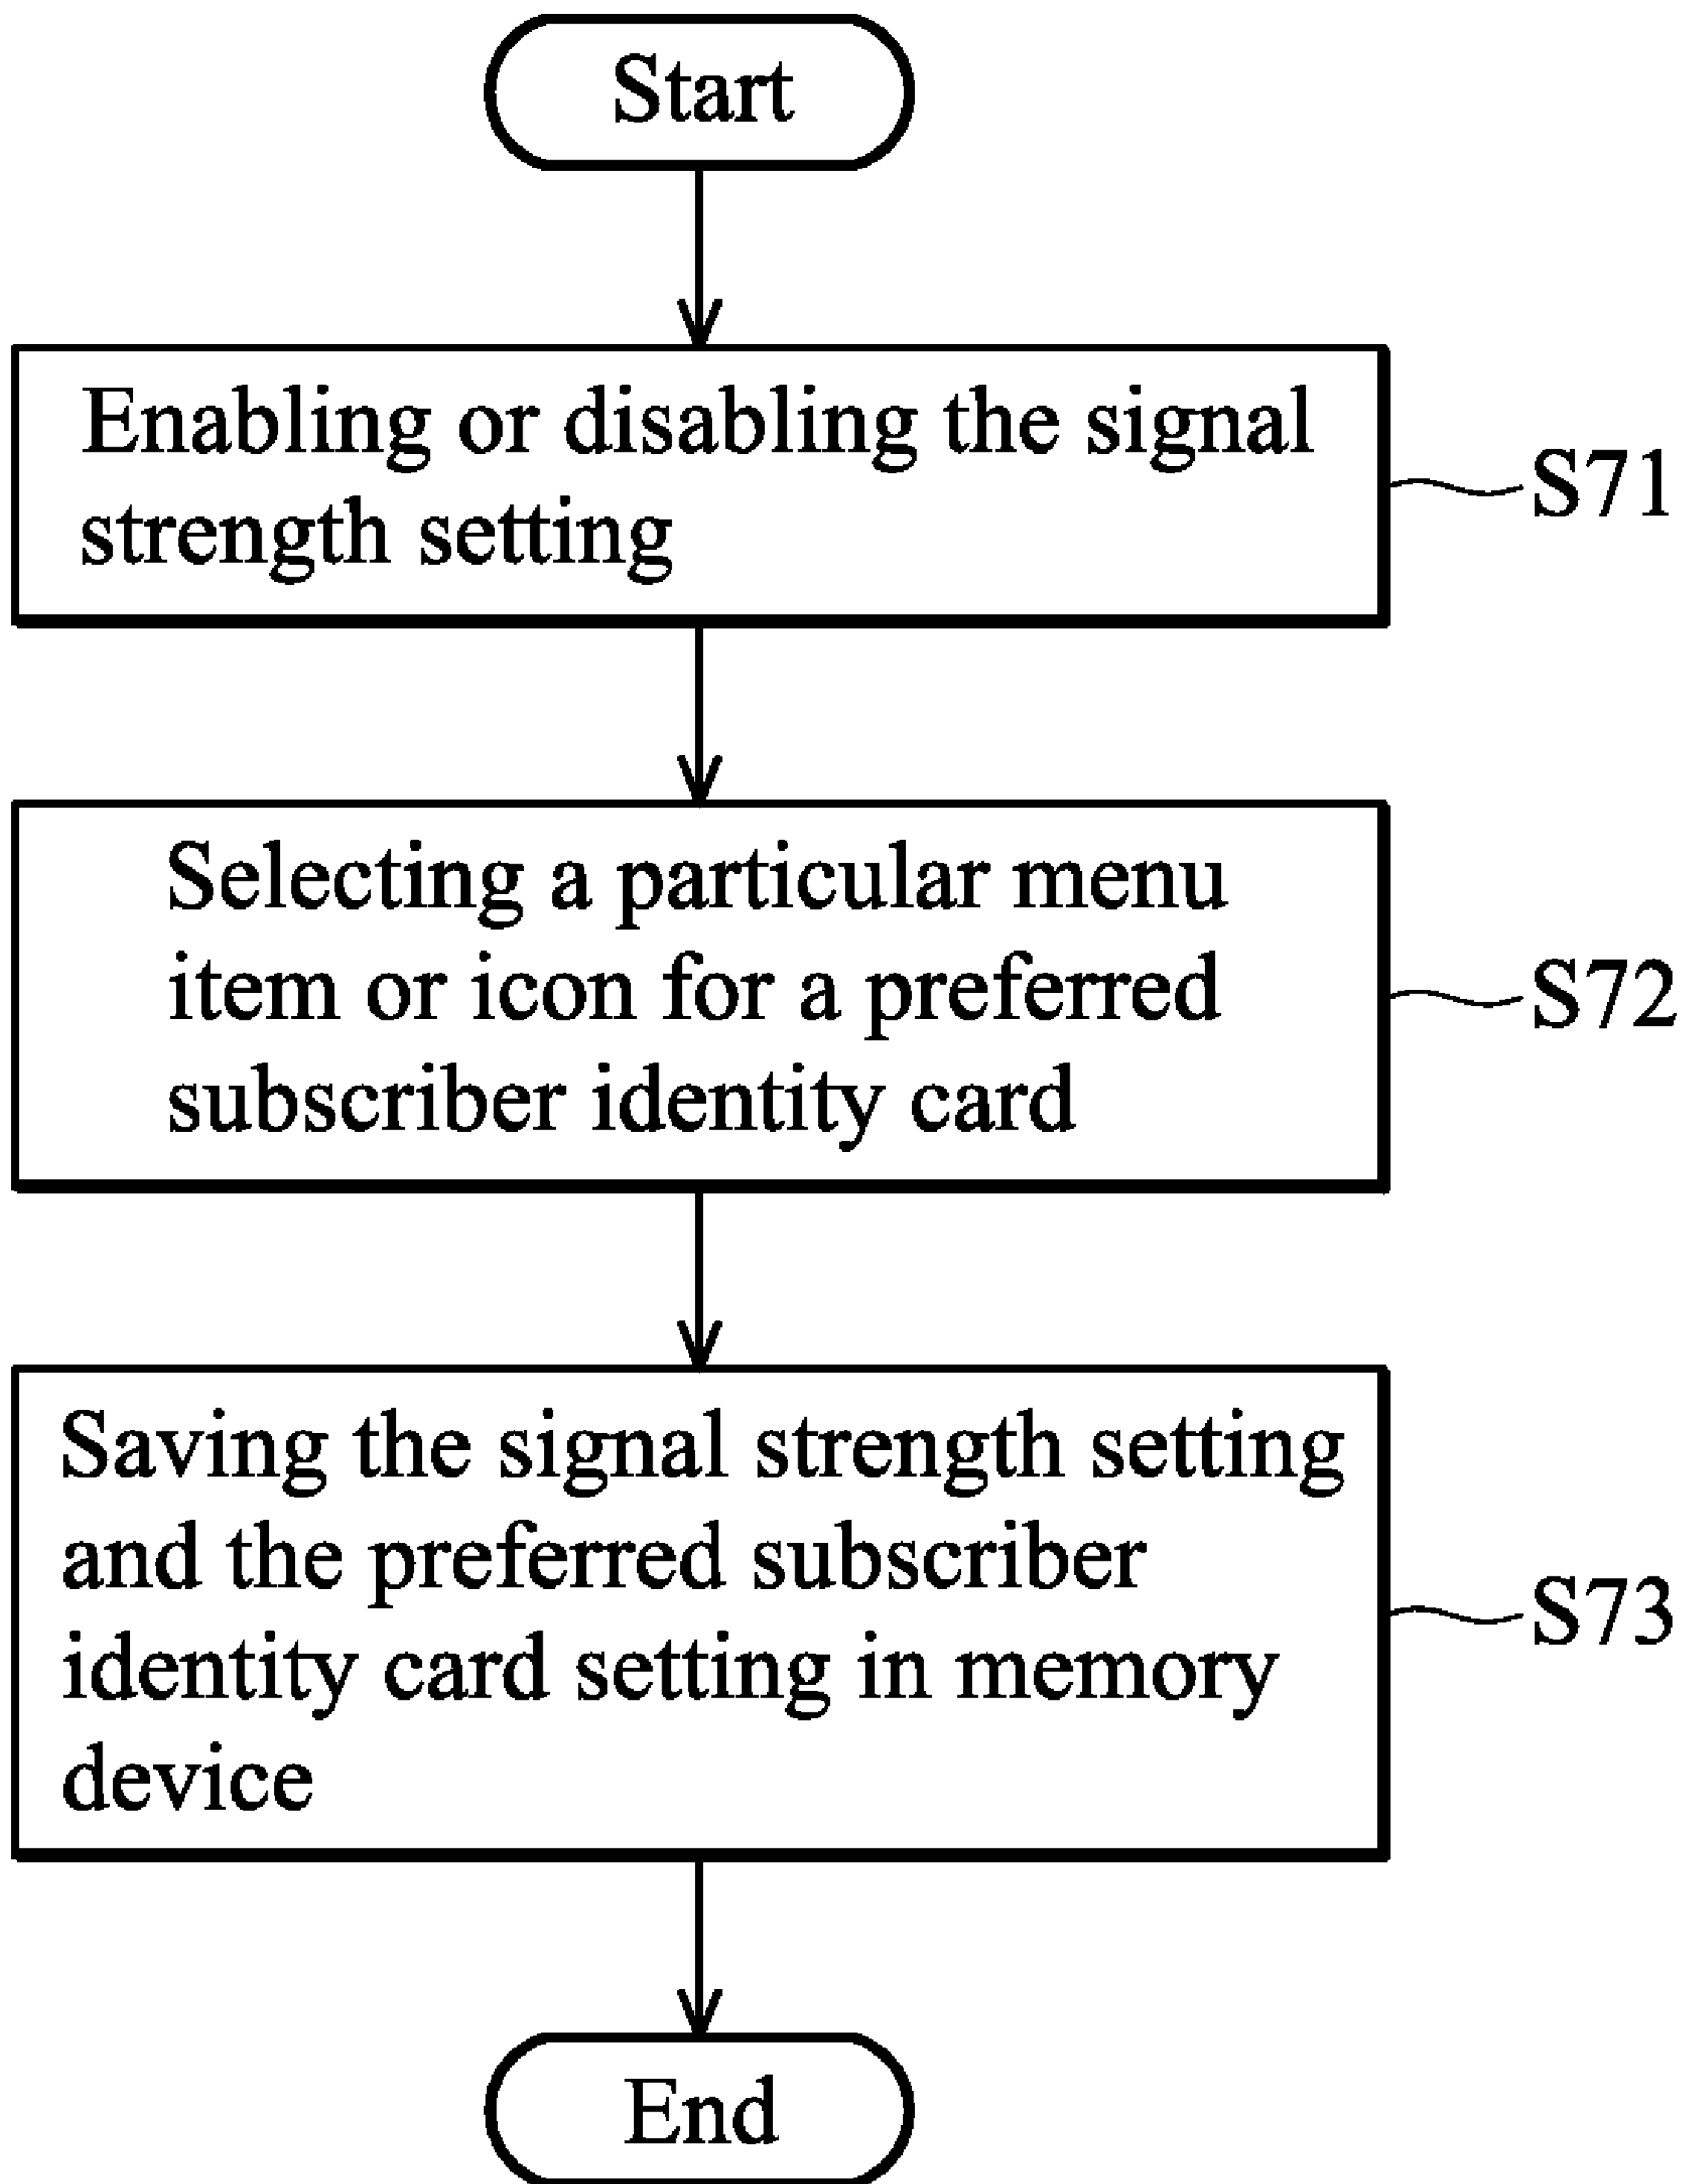 Start
Enabling or disabling the signal
strength setting
S71
Selecting a particular menu
item or icon for a preferred
subscriber identity card
S72
Saving the signal strength setting
and the preferred subscriber
identity card setting in memory
device
S73
End